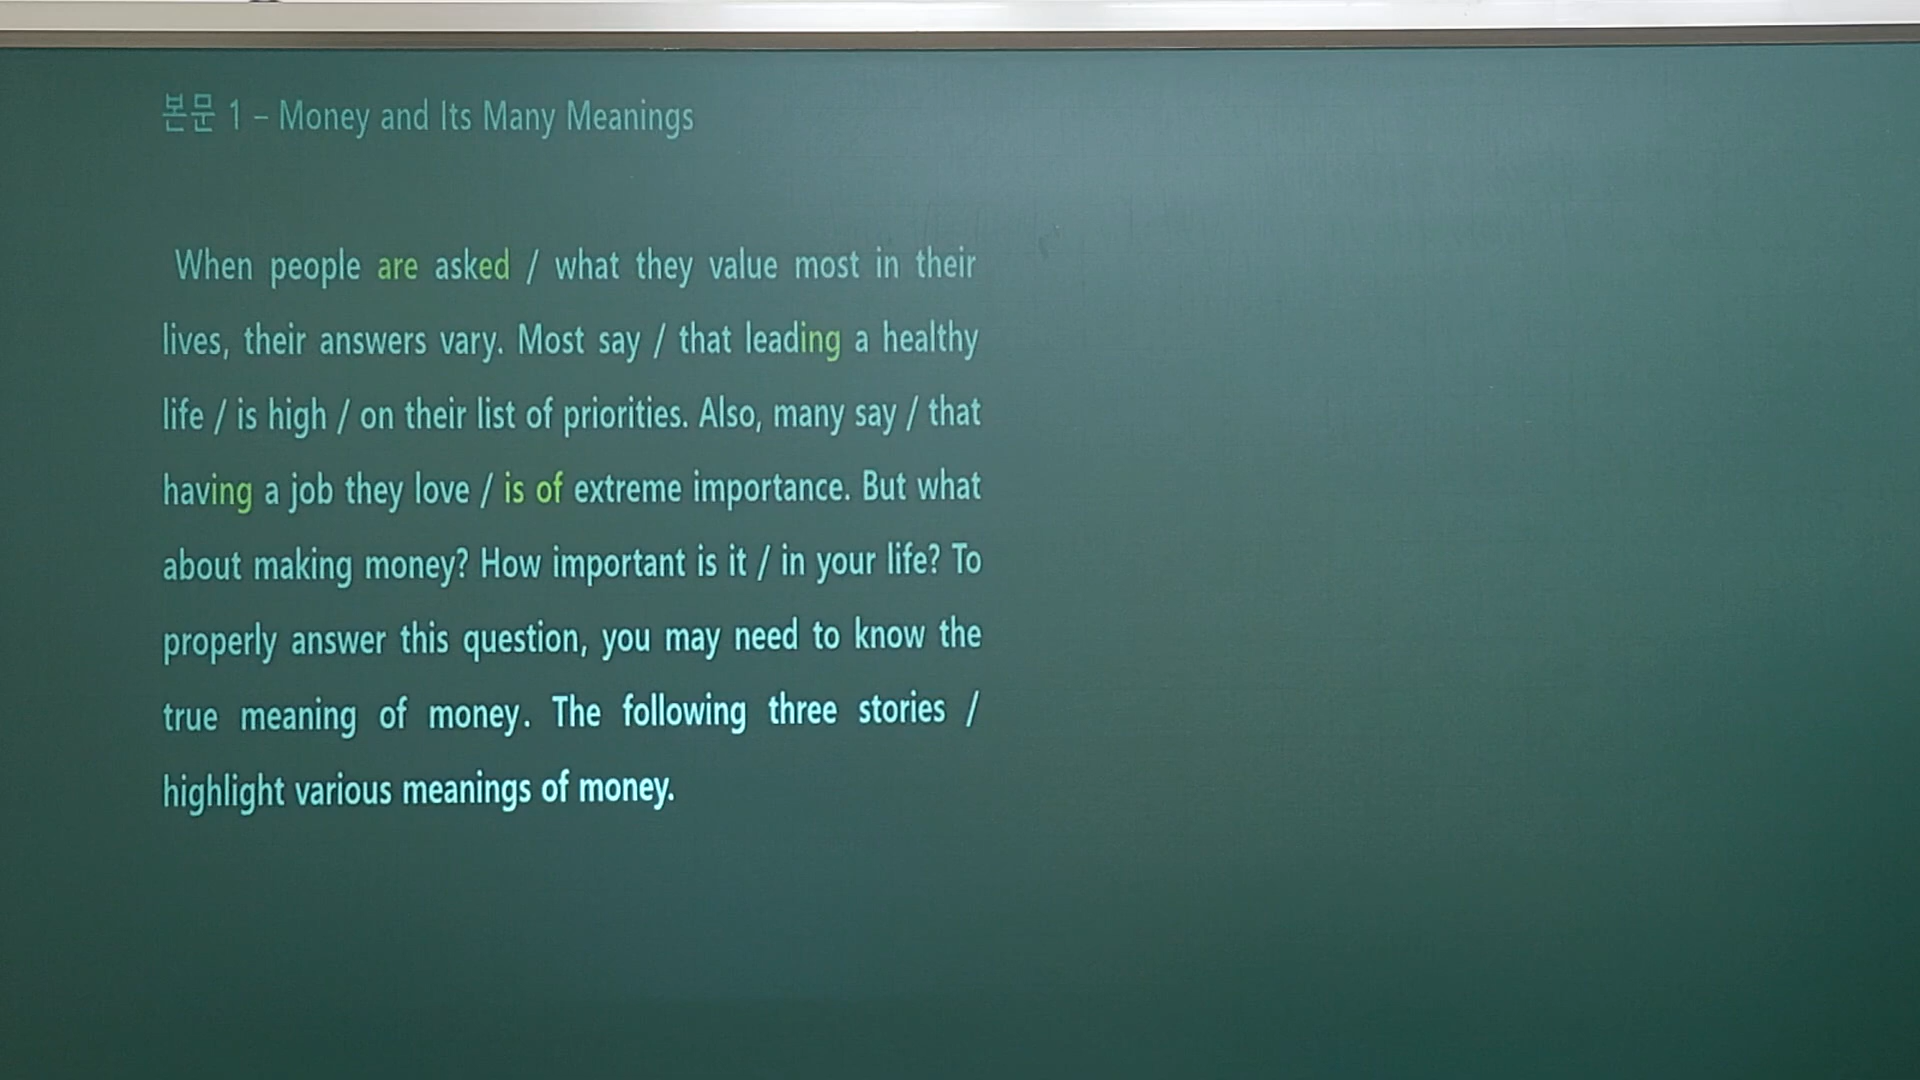 본문 1 – Money and Its Many Meanings
When people are asked / what they value most in their
lives, their answers vary. Most say / that leading a healthy
life / is high / on their list of priorities. Also, many say / that
having a job they love / is of extreme importance. But what
about making money? How important is it / in your life? To
properly answer this question, you may need to know the
true meaning of money. The following three stories /
highlight various meanings of money.